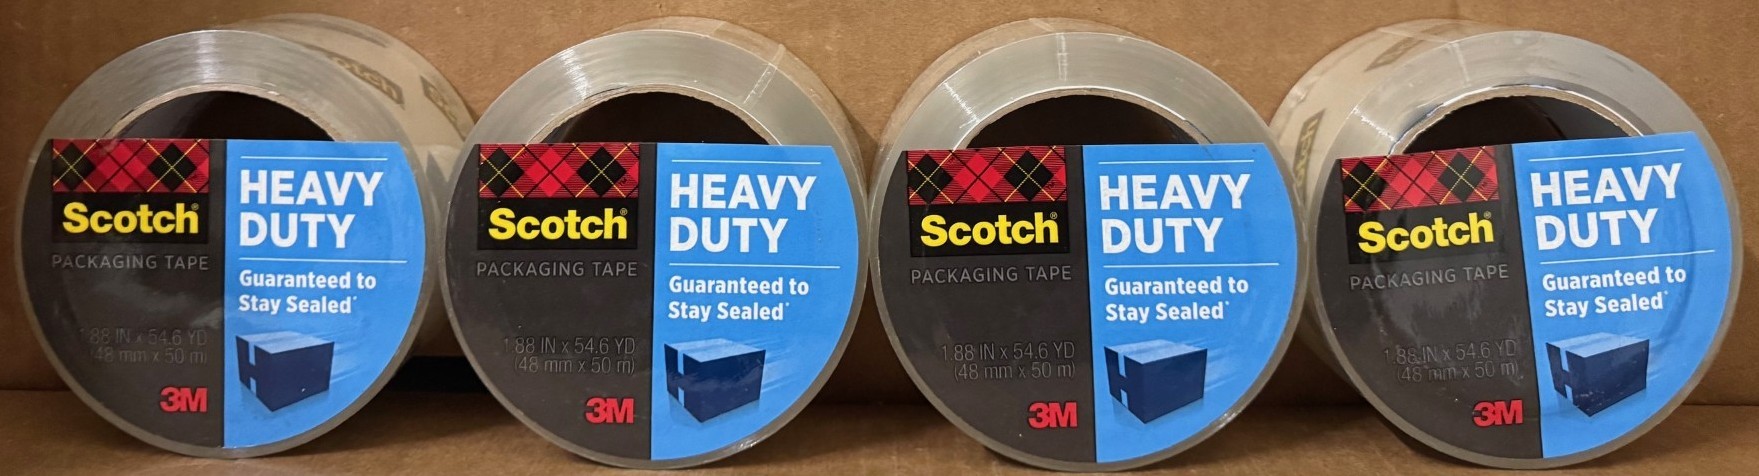 Scotch®
PACKAGING TAPE
1.88 IN x 54.6 YD
(48 mm x 50 m)
3M
HEAVY
DUTY
Guaranteed to
Stay Sealed*
Scotch®
PACKAGING TAPE
1.88 IN x 54.6 YD
(48 mm x 50 m)
3M
HEAVY
DUTY
Guaranteed to
Stay Sealed*
Scotch®
PACKAGING TAPE
1.88 IN x 54.6 YD
(48 mm x 50 m)
3M
HEAVY
DUTY
Guaranteed to
Stay Sealed*
Scotch®
PACKAGING TAPE
1.88 IN x 54.6 YD
(48 mm x 50 m)
3M
HEAVY
DUTY
Guaranteed to
Stay Sealed*